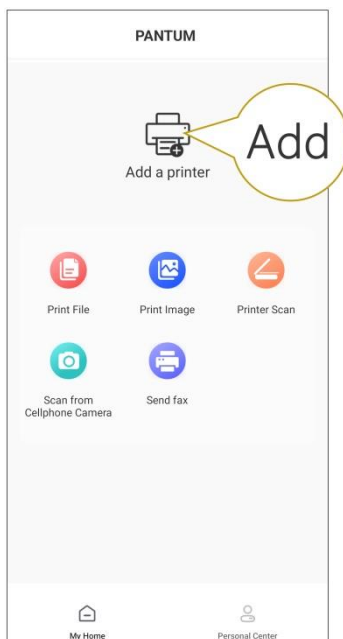 PANTUM
Add
Add a printer
Print File
Print Image
Printer Scan
Scan from
Cellphone Camera
Send fax
My Home
Personal Center